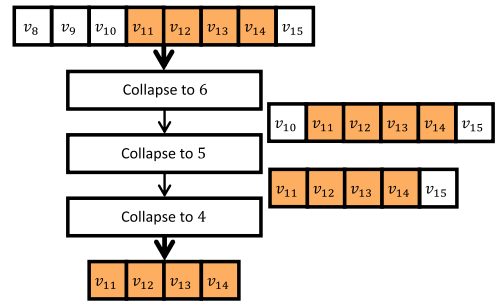 v₈ v₉ v₁₀ v₁₁ v₁₂ v₁₃ v₁₄ v₁₅
Collapse to 6
v₁₀ v₁₁ v₁₂ v₁₃ v₁₄ v₁₅
Collapse to 5
v₁₁ v₁₂ v₁₃ v₁₄ v₁₅
Collapse to 4
v₁₁ v₁₂ v₁₃ v₁₄